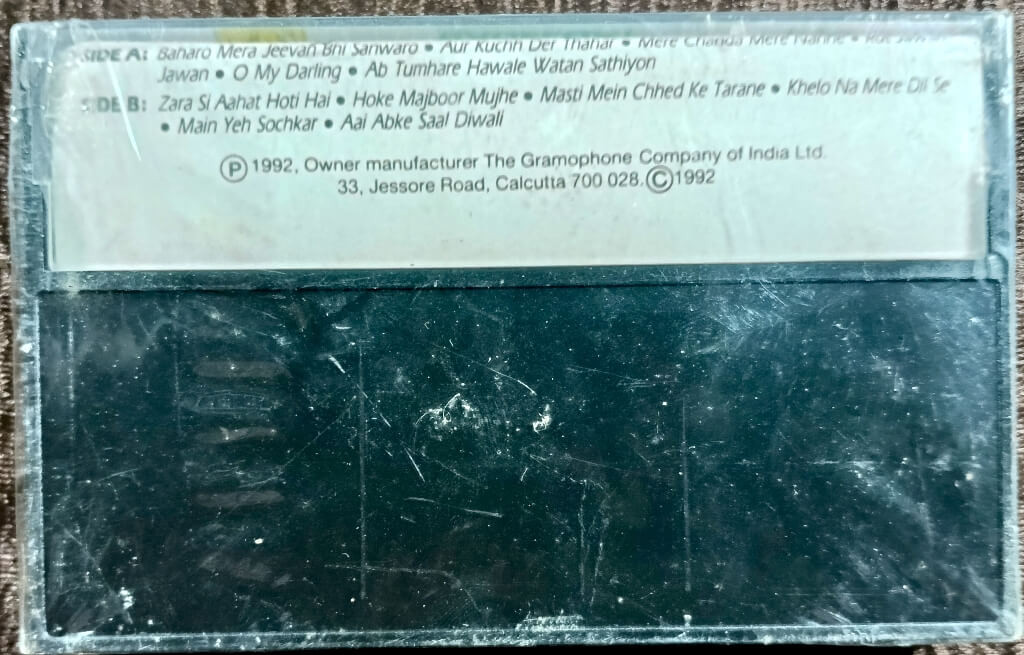 SIDE A: Baharo Mera Jeevan Bhi Sanwaro • Aur Kuchh Der Thahar • Mere Chanda Mere Nanhe •
Jawan • O My Darling • Ab Tumhare Hawale Watan Sathiyon
SIDE B: Zara Si Aahat Hoti Hai • Hoke Majboor Mujhe • Masti Mein Chhed Ke Tarane • Khelo Na Mere Dil Se
• Main Yeh Sochkar • Aai Abke Saal Diwali
Ⓟ 1992, Owner manufacturer The Gramophone Company of India Ltd.
33, Jessore Road, Calcutta 700 028. © 1992